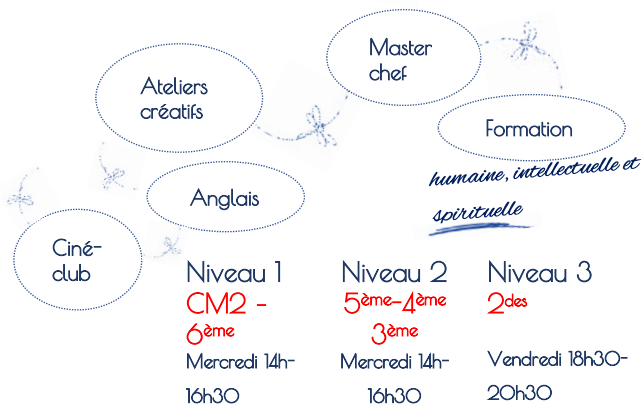 Master
chef
Ateliers
créatifs
Formation
humaine, intellectuelle et
spirituelle
Anglais
Ciné-
club
Niveau 1
CM2 -
6ème
Mercredi 14h-
16h30
Niveau 2
5ème-4ème
3ème
Mercredi 14h-
16h30
Niveau 3
2des
Vendredi 18h30-
20h30